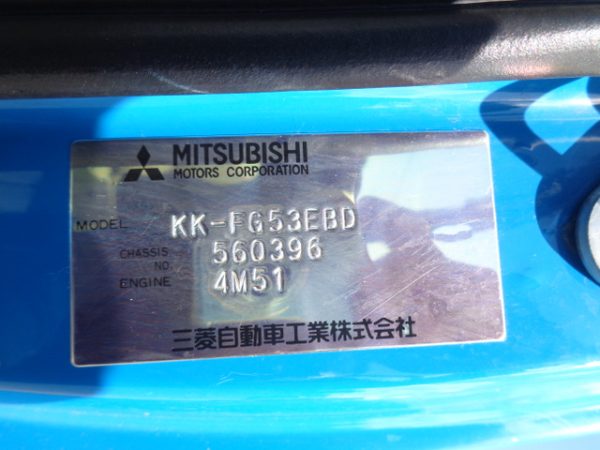 MITSUBISHI
MOTORS CORPORATION
MODEL KK-FG53EBD
CHASSIS NO. 560396
ENGINE 4M51
三菱自動車工業株式会社